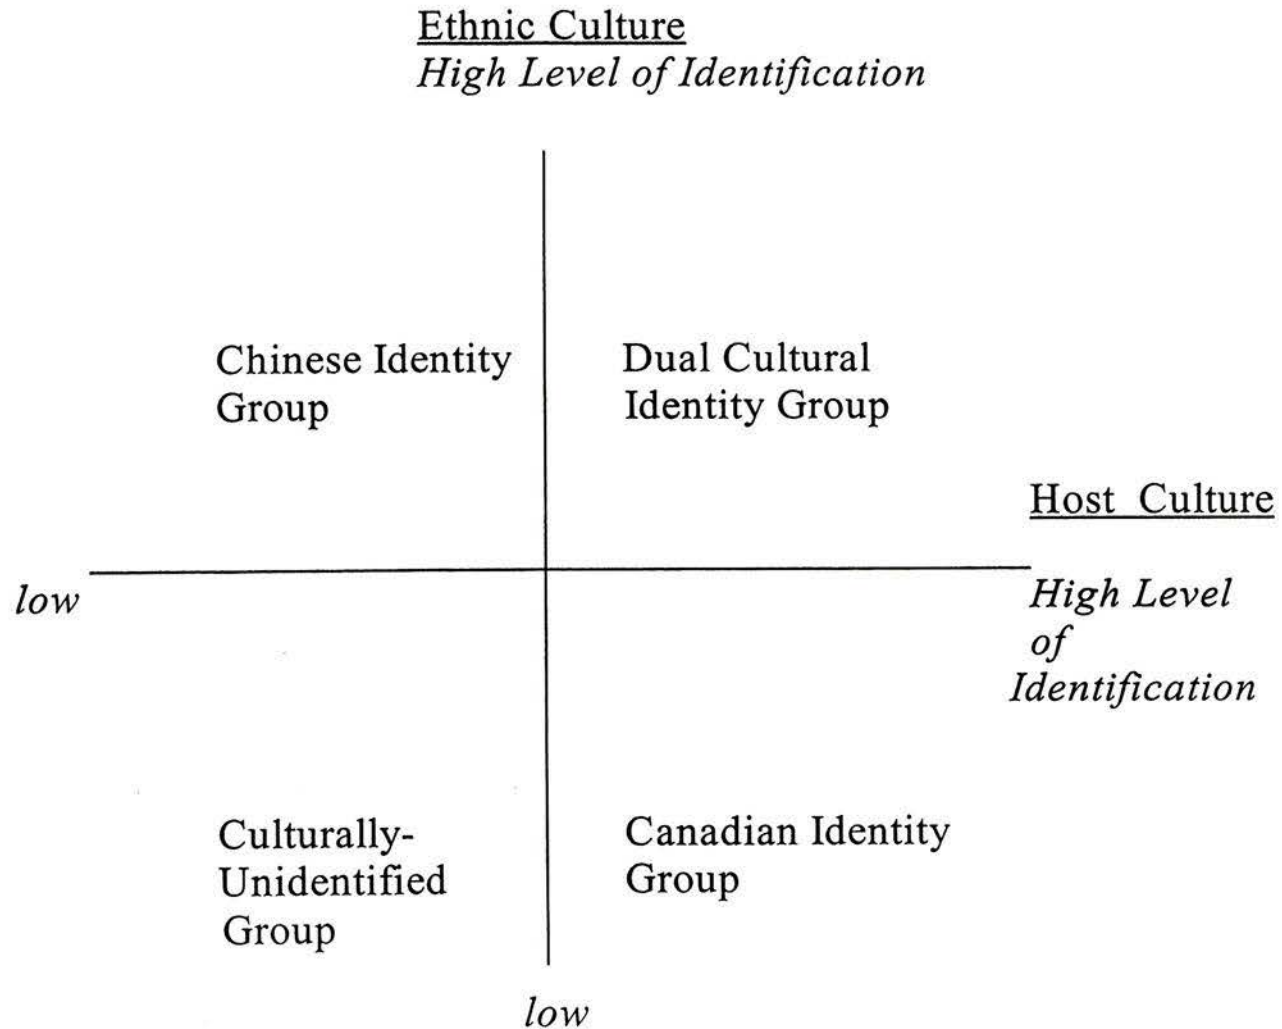 Ethnic Culture
High Level of Identification
Chinese Identity
Group
Dual Cultural
Identity Group
Host Culture
low
High Level
of
Identification
Culturally-
Unidentified
Group
Canadian Identity
Group
low